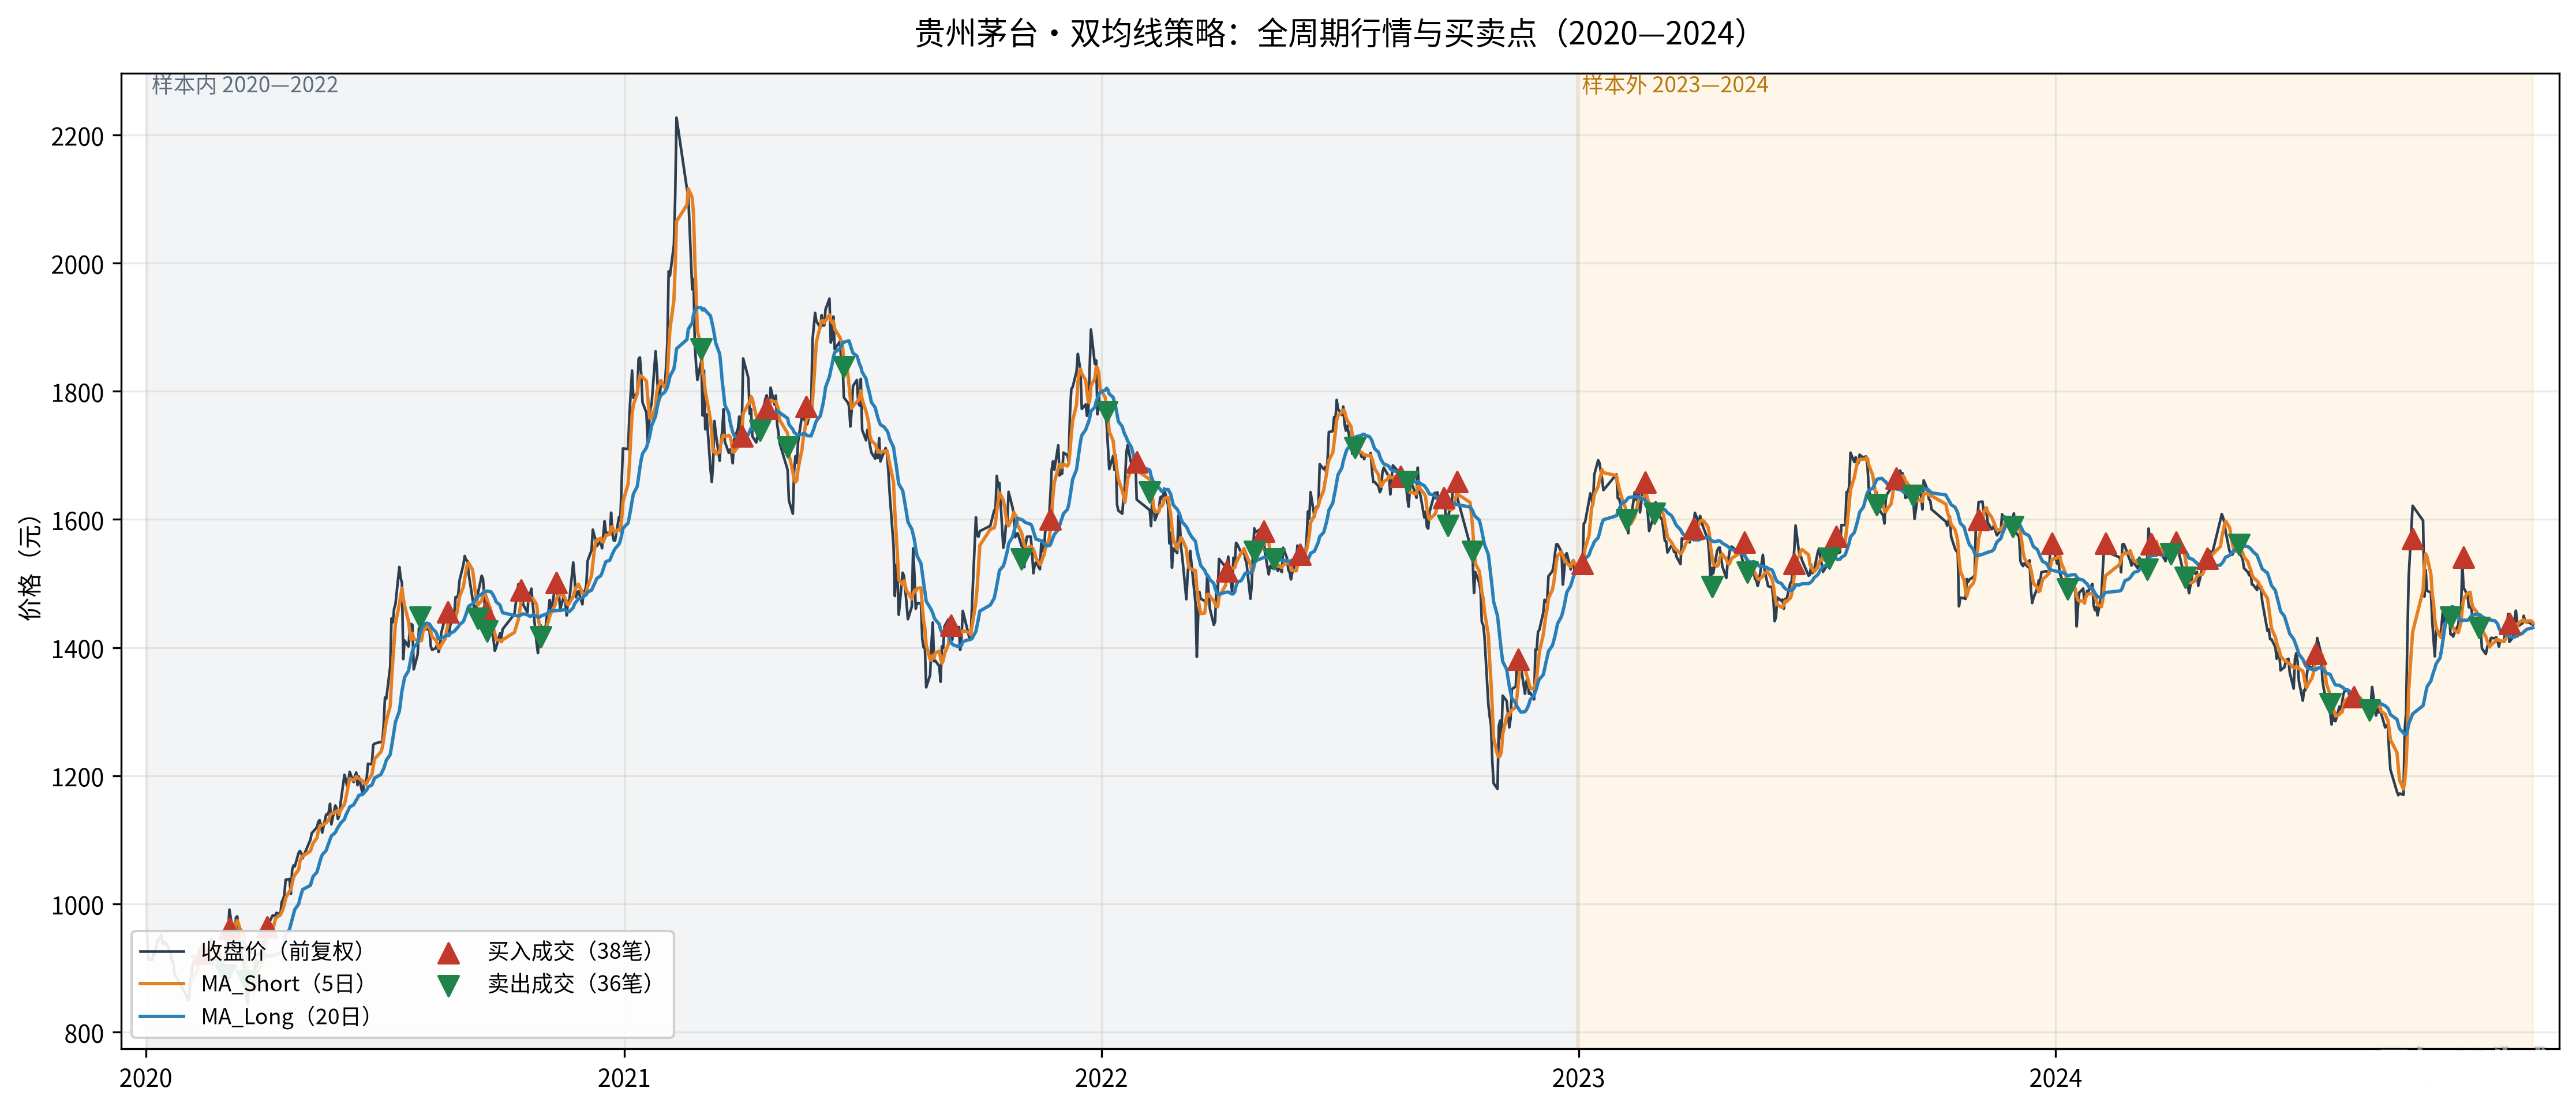 贵州茅台·双均线策略：全周期行情与买卖点（2020—2024）
样本内 2020—2022
样本外 2023—2024
价格（元）
2200
2000
1800
1600
1400
1200
1000
800
收盘价（前复权）
MA_Short（5日）
MA_Long（20日）
买入成交（38笔）
卖出成交（36笔）
2020
2021
2022
2023
2024